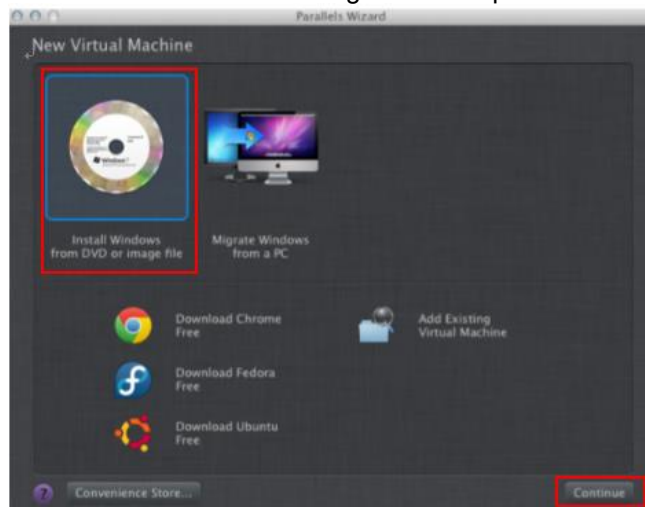 Parallels Wizard
New Virtual Machine
Install Windows
from DVD or image file
Migrate Windows
from a PC
Download Chrome
Free
Add Existing
Virtual Machine
Download Fedora
Free
Download Ubuntu
Free
?
Convenience Store...
Continue